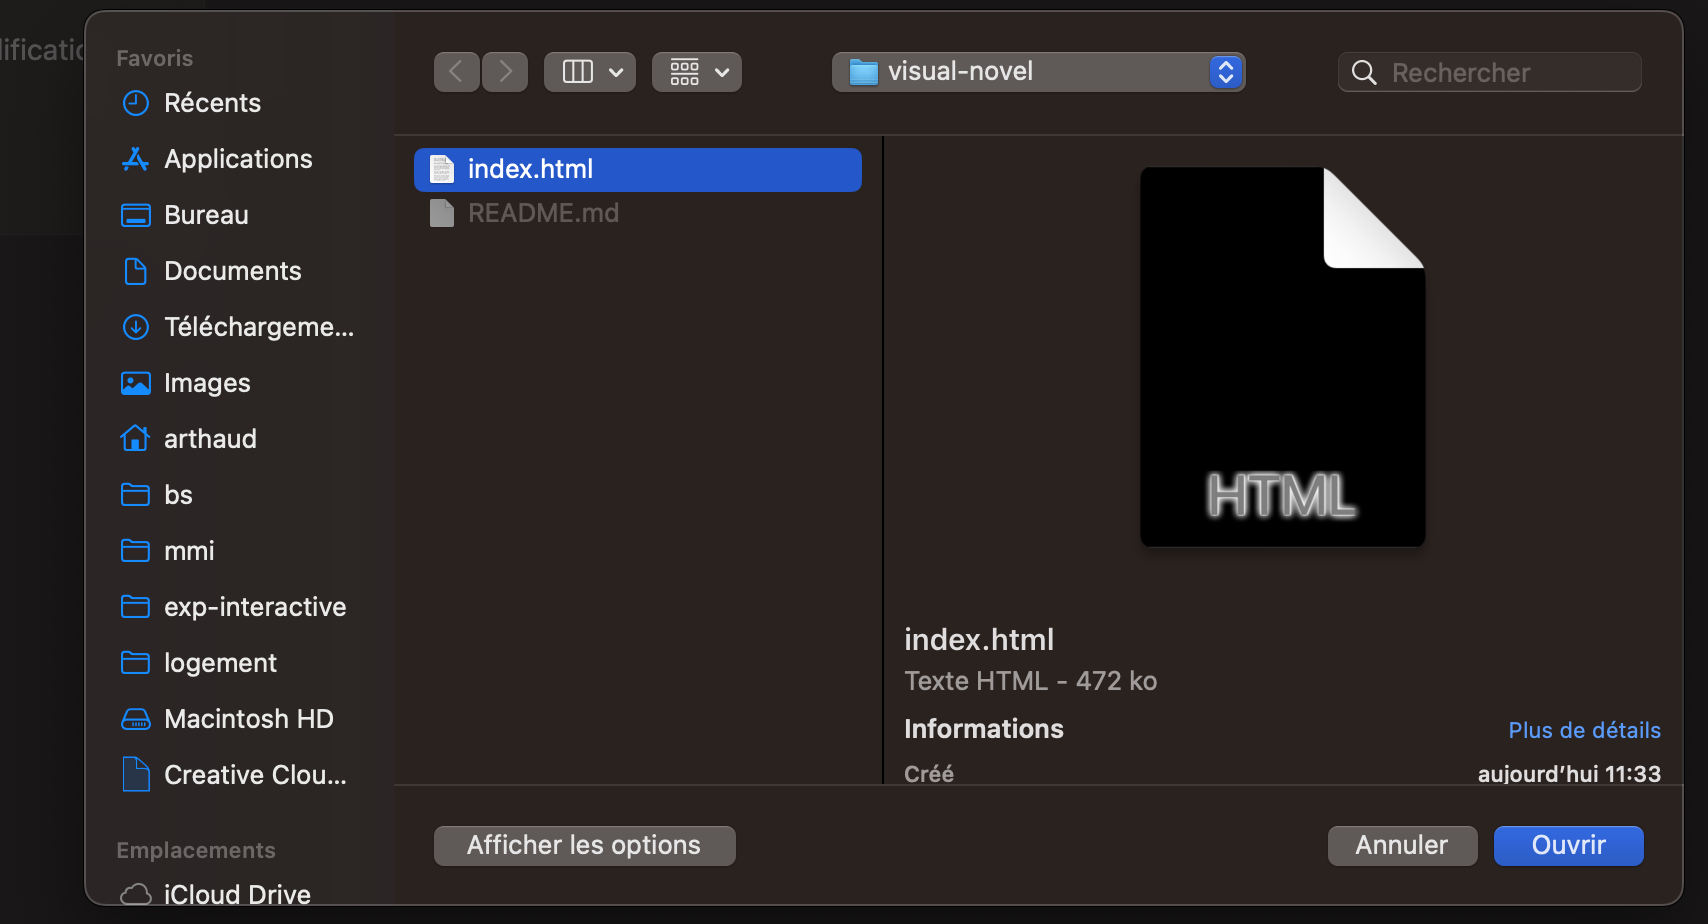 Favoris
Récents
Applications
Bureau
Documents
Téléchargeme...
Images
arthaud
bs
mmi
exp-interactive
logement
Macintosh HD
Creative Clou...
Emplacements
iCloud Drive
visual-novel
Rechercher
index.html
README.md
HTML
index.html
Texte HTML - 472 ko
Informations
Plus de détails
Créé
aujourd’hui 11:33
Afficher les options
Annuler
Ouvrir